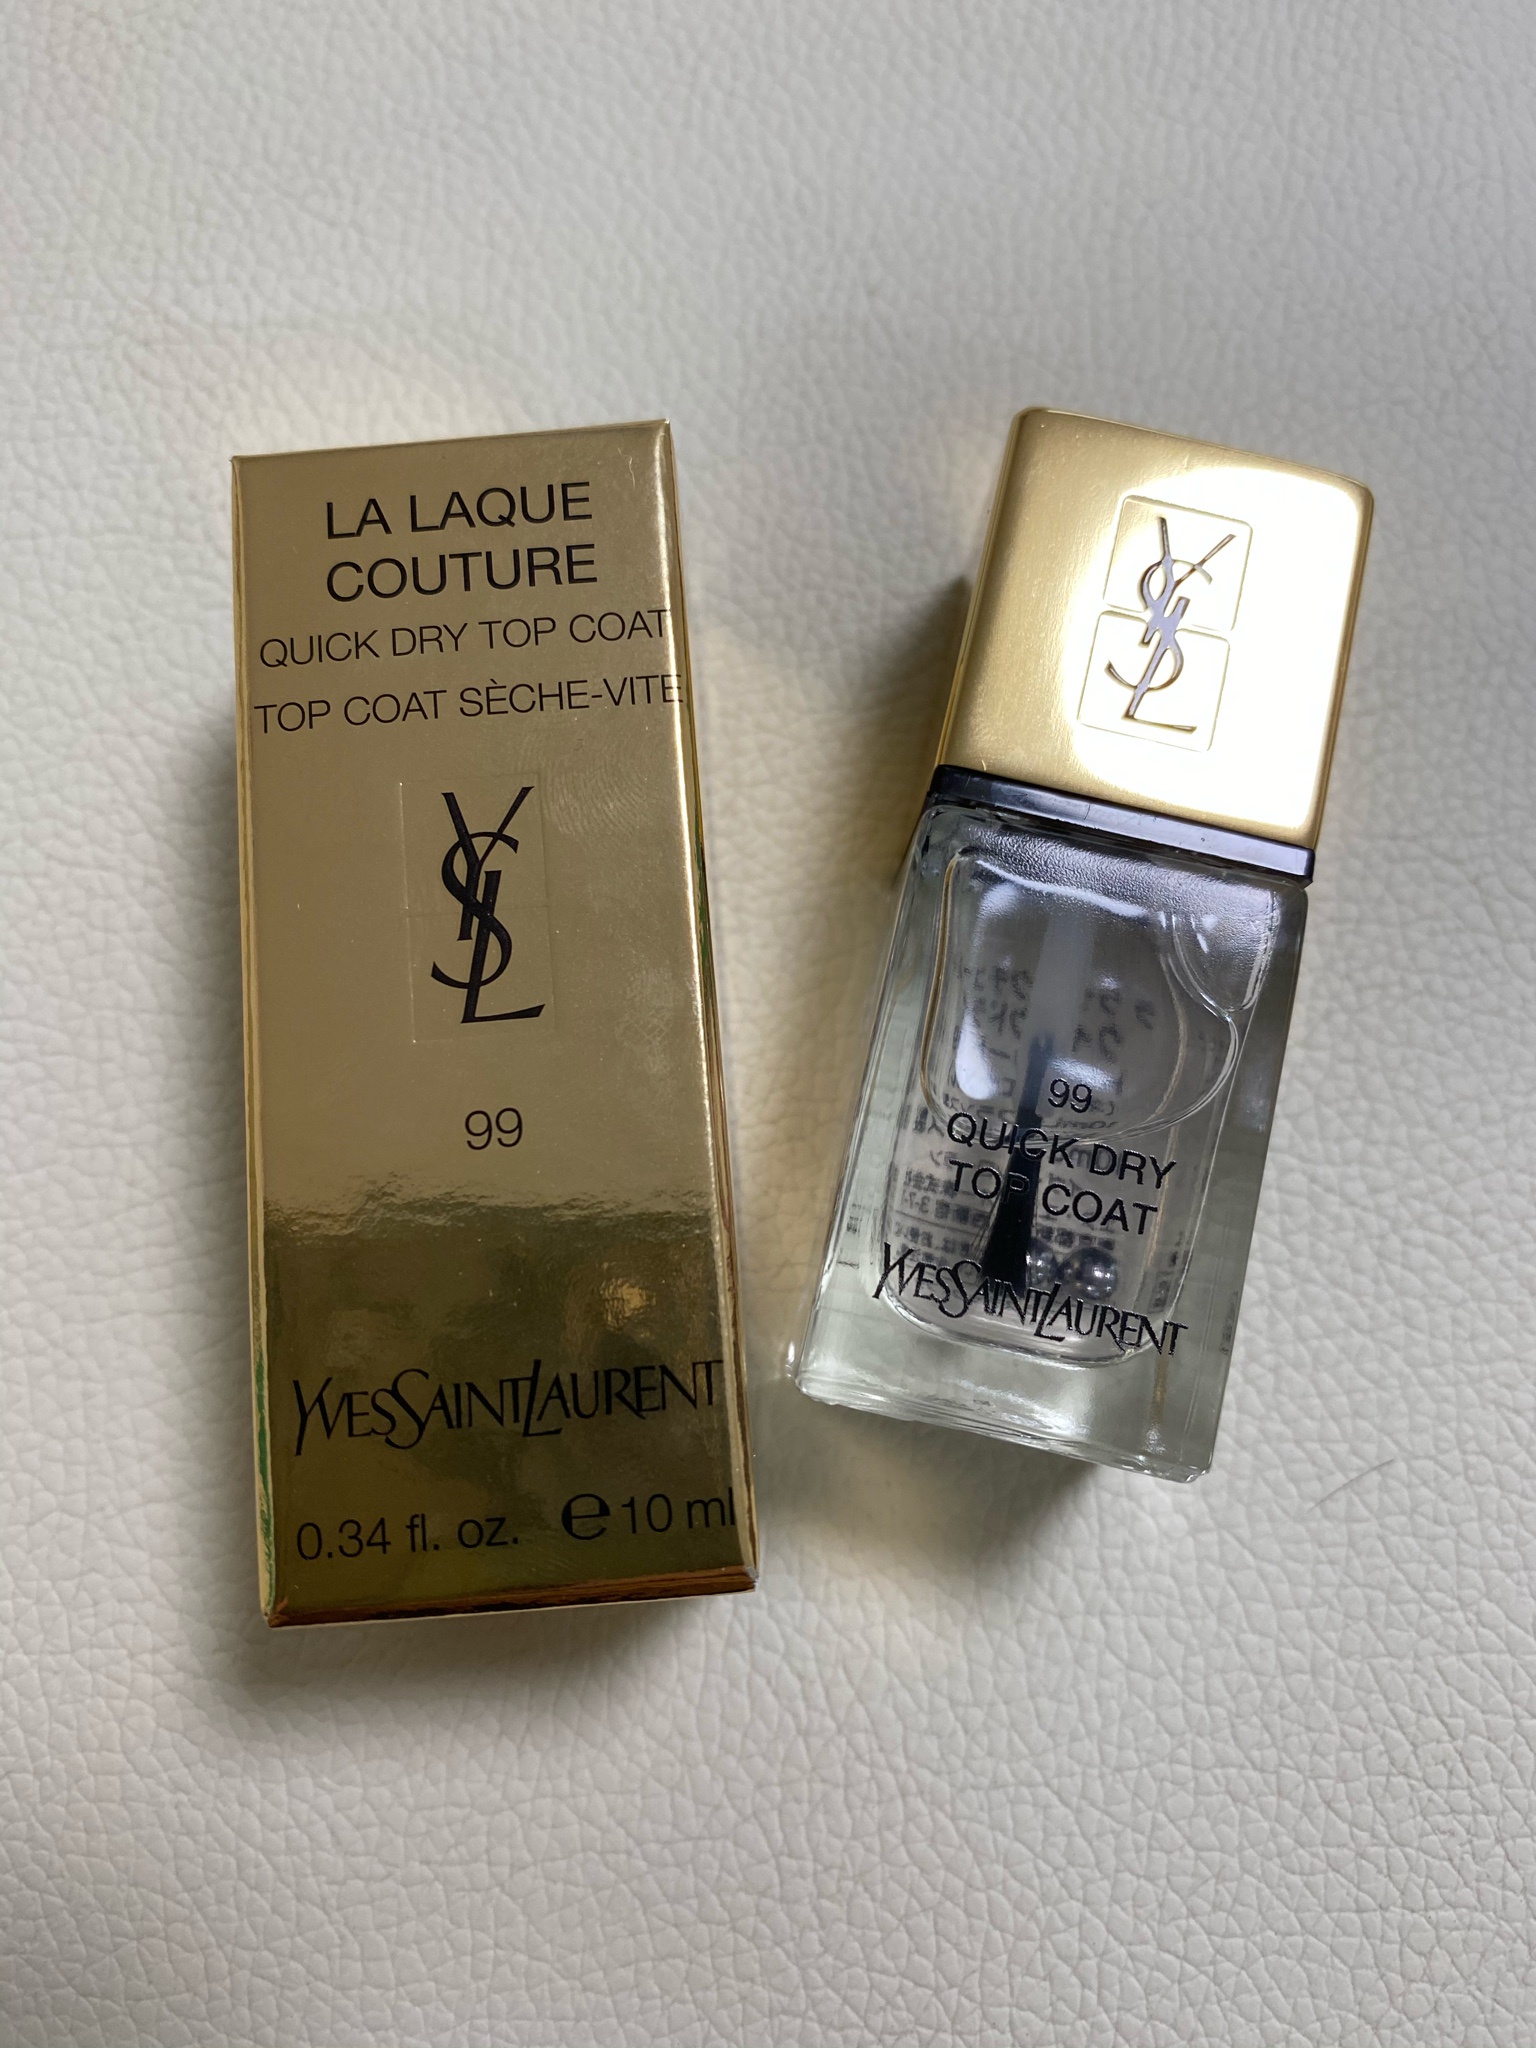 LA LAQUE
COUTURE
QUICK DRY TOP COAT
TOP COAT SÈCHE-VITE
YSL
99
YVESSAINTLAURENT
0.34 fl. oz. ℮ 10 ml
YSL
99
QUICK DRY
TOP COAT
YVESSAINTLAURENT